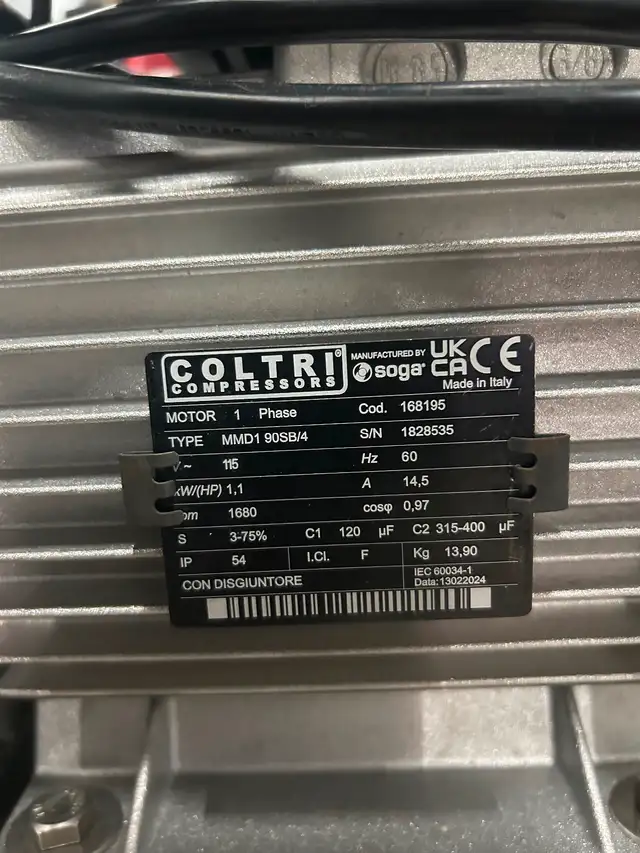 COLTRI®
COMPRESSORS
MANUFACTURED BY
soga®
UK
CA
CE
Made in Italy
MOTOR 1 Phase Cod. 168195
TYPE MMD1 90SB/4 S/N 1828535
V~ 115 Hz 60
kW/(HP) 1,1 A 14,5
rpm 1680 cosφ 0,97
S 3-75% C1 120 µF C2 315-400 µF
IP 54 I.Cl. F Kg 13,90
CON DISGIUNTORE
IEC 60034-1
Data:13022024